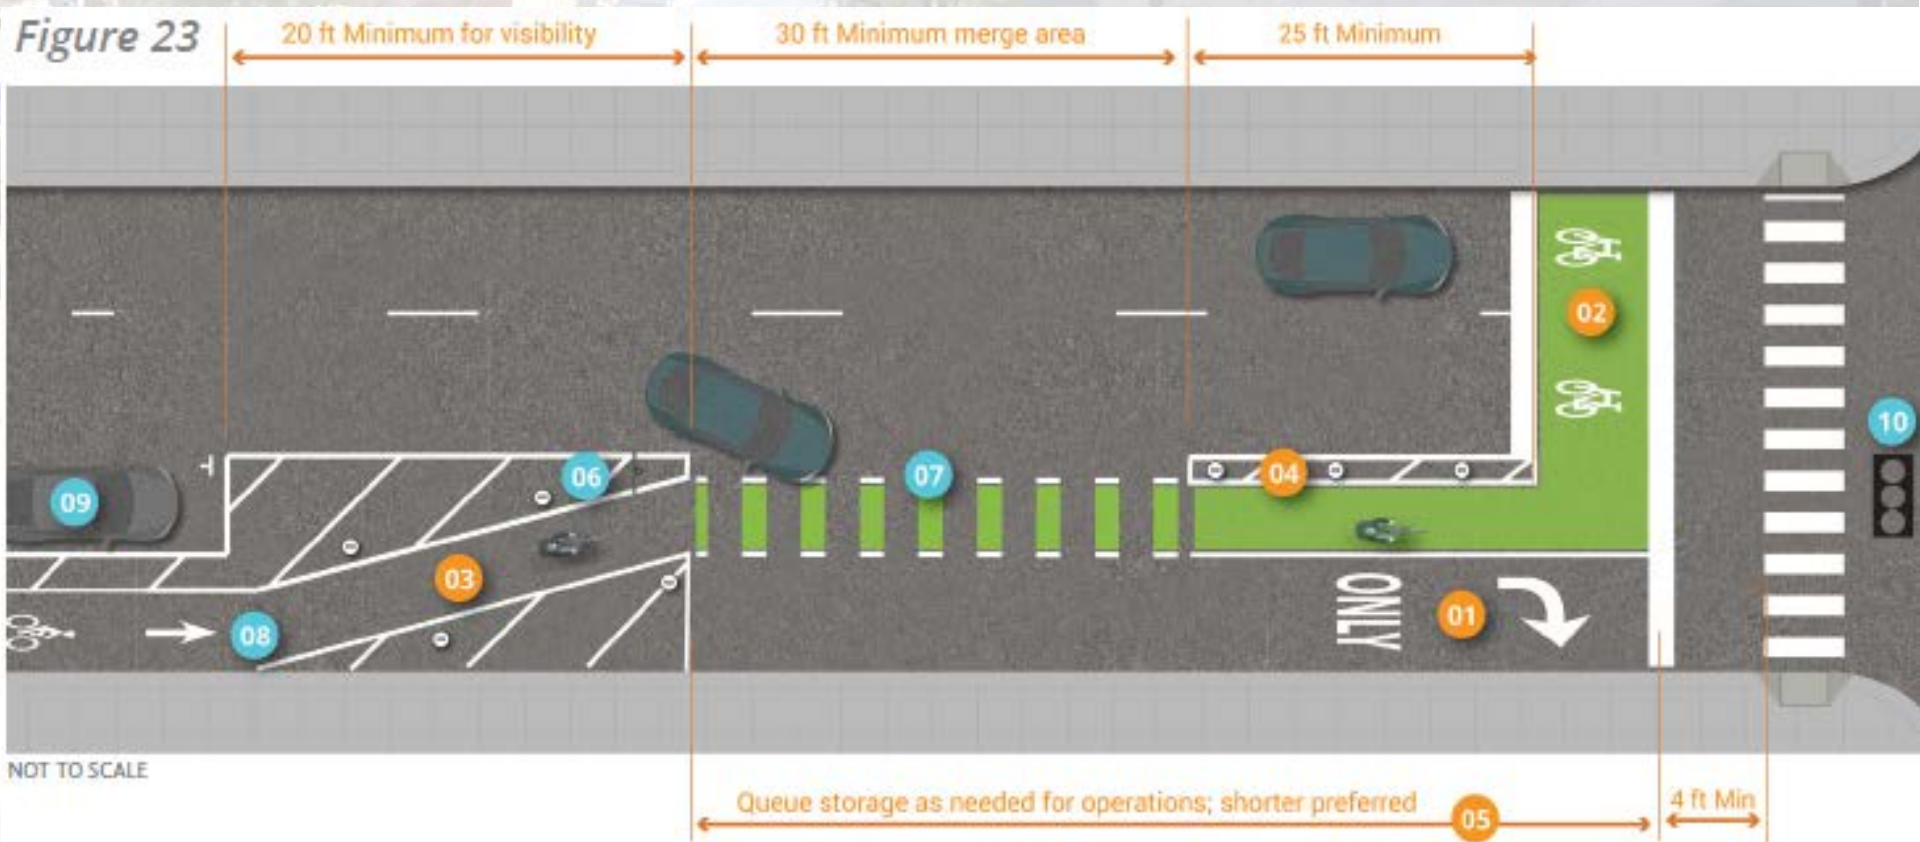 Figure 23
20 ft Minimum for visibility
30 ft Minimum merge area
25 ft Minimum
02
10
06
07
04
09
03
08
ONLY
01
NOT TO SCALE
Queue storage as needed for operations; shorter preferred
05
4 ft Min